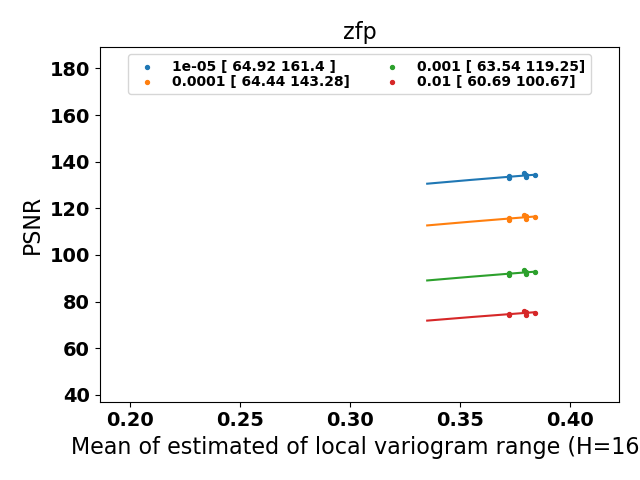 zfp
1e-05 [ 64.92 161.4 ]
0.0001 [ 64.44 143.28]
0.001 [ 63.54 119.25]
0.01 [ 60.69 100.67]
PSNR
180
160
140
120
100
80
60
40
0.20 0.25 0.30 0.35 0.40
Mean of estimated of local variogram range (H=16